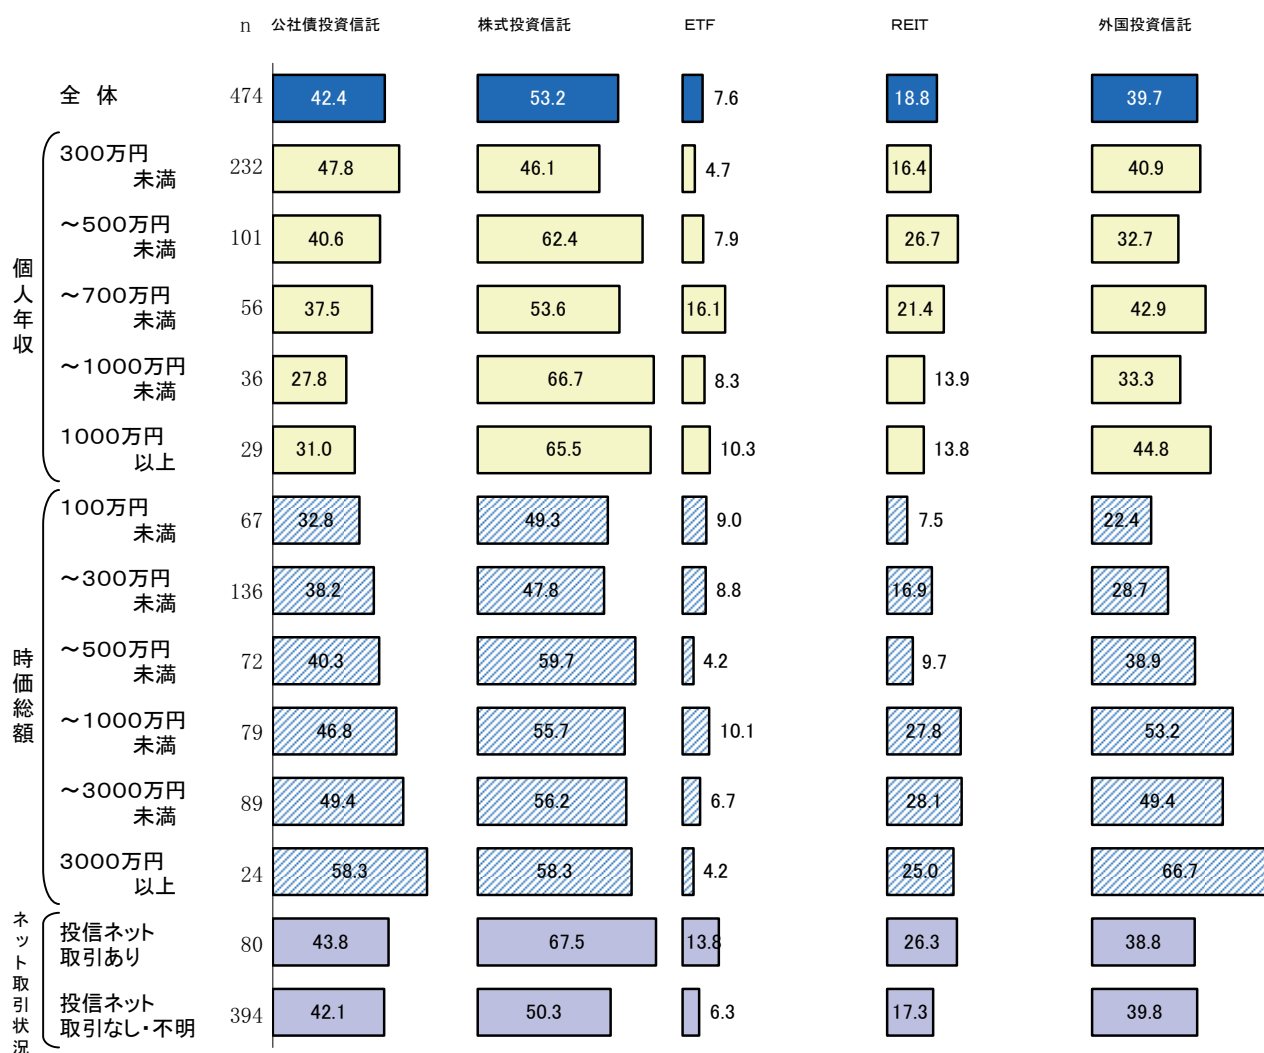 n 公社債投資信託 株式投資信託 ETF REIT 外国投資信託
全 体 474 42.4 53.2 7.6 18.8 39.7
個人年収
300万円
未満 232 47.8 46.1 4.7 16.4 40.9
～500万円
未満 101 40.6 62.4 7.9 26.7 32.7
～700万円
未満 56 37.5 53.6 16.1 21.4 42.9
～1000万円
未満 36 27.8 66.7 8.3 13.9 33.3
1000万円
以上 29 31.0 65.5 10.3 13.8 44.8
時価総額
100万円
未満 67 32.8 49.3 9.0 7.5 22.4
～300万円
未満 136 38.2 47.8 8.8 16.9 28.7
～500万円
未満 72 40.3 59.7 4.2 9.7 38.9
～1000万円
未満 79 46.8 55.7 10.1 27.8 53.2
～3000万円
未満 89 49.4 56.2 6.7 28.1 49.4
3000万円
以上 24 58.3 58.3 4.2 25.0 66.7
ネット取引状況
投信ネット
取引あり 80 43.8 67.5 13.8 26.3 38.8
投信ネット
取引なし・不明 394 42.1 50.3 6.3 17.3 39.8